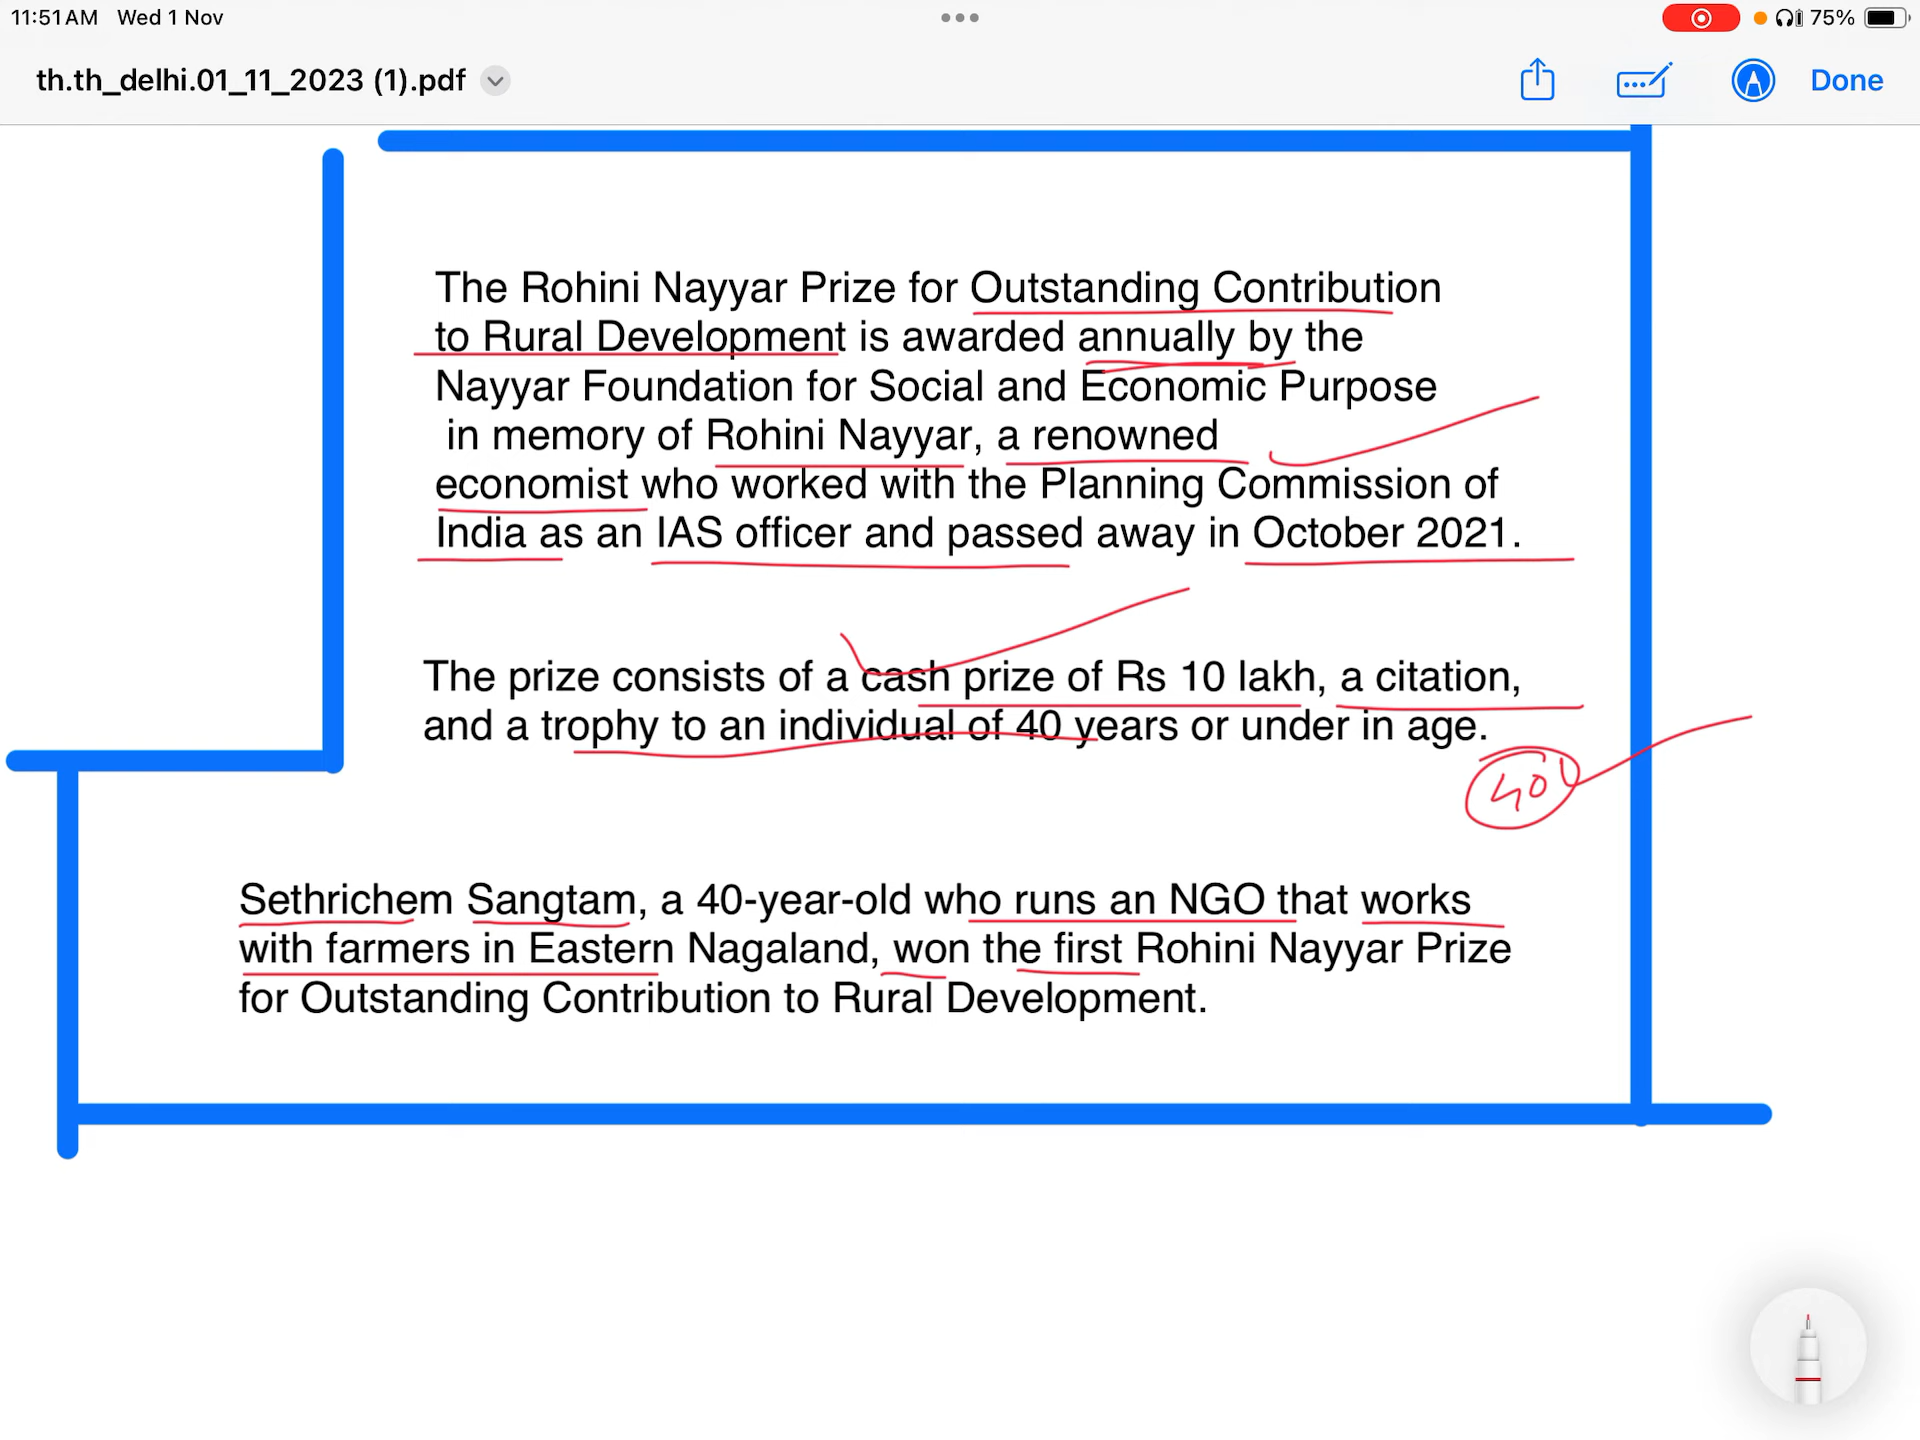 11:51 AM Wed 1 Nov
75%
th.th_delhi.01_11_2023 (1).pdf
Done
The Rohini Nayyar Prize for Outstanding Contribution
to Rural Development is awarded annually by the
Nayyar Foundation for Social and Economic Purpose
in memory of Rohini Nayyar, a renowned
economist who worked with the Planning Commission of
India as an IAS officer and passed away in October 2021.
The prize consists of a cash prize of Rs 10 lakh, a citation,
and a trophy to an individual of 40 years or under in age.
40
Sethrichem Sangtam, a 40-year-old who runs an NGO that works
with farmers in Eastern Nagaland, won the first Rohini Nayyar Prize
for Outstanding Contribution to Rural Development.